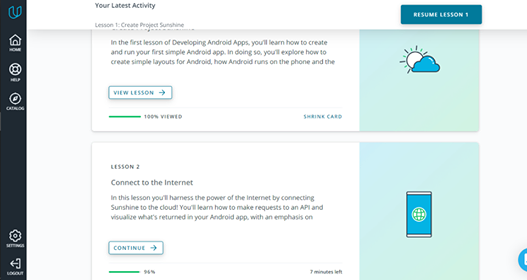 Your Latest Activity
Lesson 1: Create Project Sunshine
RESUME LESSON 1
HOME
HELP
CATALOG
SETTINGS
LOGOUT
In the first lesson of Developing Android Apps, you'll learn how to create
and run your first simple Android app. In doing so, you'll explore how to
create simple layouts for Android, how Android runs on the phone and the
VIEW LESSON
100% VIEWED
SHRINK CARD
LESSON 2
Connect to the Internet
In this lesson you'll harness the power of the Internet by connecting
Sunshine to the cloud! You'll learn how to make requests to an API and
visualize what's returned in your Android app, with an emphasis on
CONTINUE
96%
7 minutes left